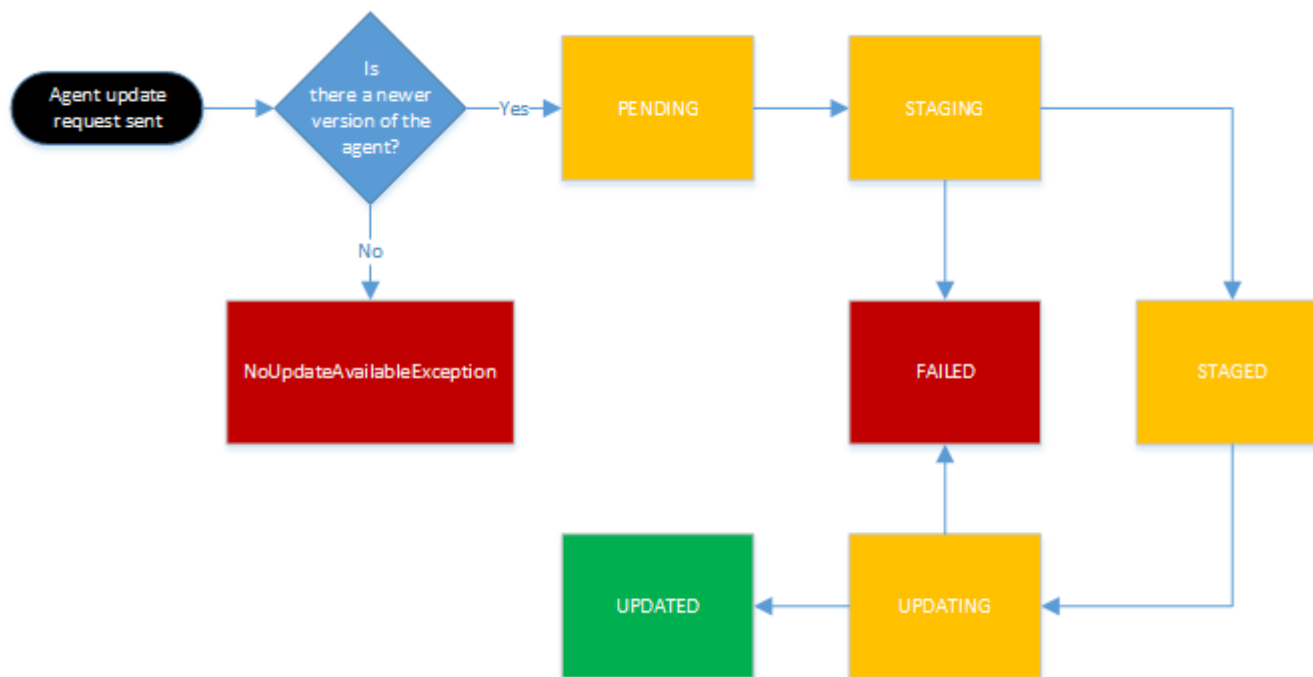 Agent update
request sent
Is
there a newer
version of the
agent?
Yes
PENDING
STAGING
No
NoUpdateAvailableException
FAILED
STAGED
UPDATED
UPDATING